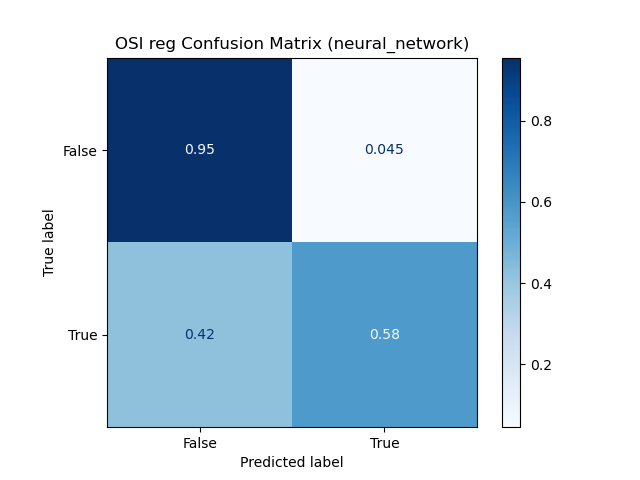 OSI reg Confusion Matrix (neural_network)
False
0.95
0.045
True
0.42
0.58
False
True
Predicted label
True label
0.8
0.6
0.4
0.2